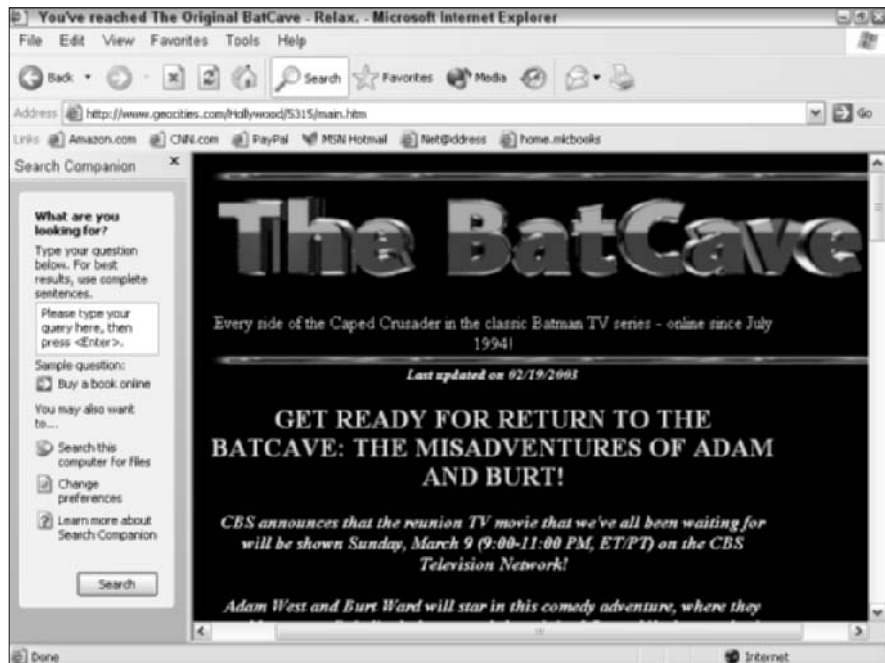 You've reached The Original BatCave - Relax. - Microsoft Internet Explorer
File Edit View Favorites Tools Help
Back Search Favorites Media
Address http://www.geocities.com/Hollywood/5315/main.htm Go
Links Amazon.com CNN.com PayPal MSN Hotmail Net@ddress home.micbooks
Search Companion x
What are you
looking for?
Type your question
below. For best
results, use complete
sentences.
Please type your
query here, then
press <Enter>.
Sample question:
Buy a book online
You may also want
to....
Search this
computer for files
Change
preferences
Learn more about
Search Companion
Search
The BatCave
Every side of the Caped Crusader in the classic Batman TV series - online since July
1994!
Last updated on 02/19/2003
GET READY FOR RETURN TO THE
BATCAVE: THE MISADVENTURES OF ADAM
AND BURT!
CBS announces that the reunion TV movie that we've all been waiting for
will be shown Sunday, March 9 (9:00-11:00 PM, ET/PT) on the CBS
Television Network!
Adam West and Burt Ward will star in this comedy adventure, where they
Done Internet